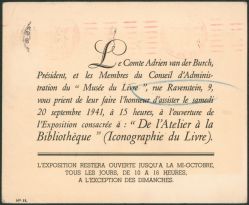 Le Comte Adrien van der Burch,
Président, et les Membres du Conseil d'Adminis-
tration du " Musée du Livre ", rue Ravenstein, 9,
vous prient de leur faire l'honneur d'assister le samedi
20 septembre 1941, à 15 heures, à l'ouverture de
l'Exposition consacrée à : " De l'Atelier à la
Bibliothèque " (Iconographie du Livre).
L'EXPOSITION RESTERA OUVERTE JUSQU'A LA MI-OCTOBRE,
TOUS LES JOURS, DE 10 A 16 HEURES,
A L'EXCEPTION DES DIMANCHES.